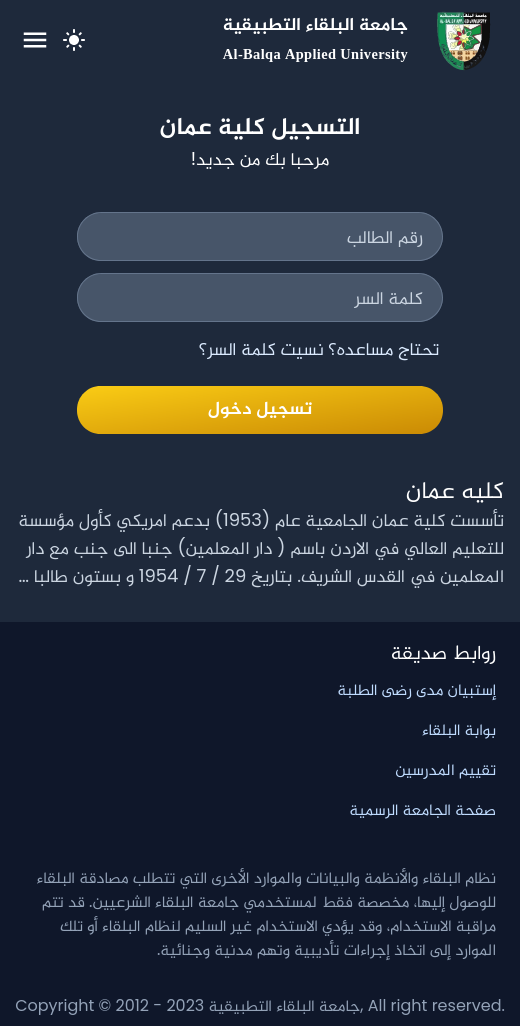 جامعة البلقاء التطبيقية
Al-Balqa Applied University
التسجيل كلية عمان
مرحبا بك من جديد!
رقم الطالب
كلمة السر
تحتاج مساعده؟ نسيت كلمة السر؟
تسجيل دخول
كليه عمان
تأسست كلية عمان الجامعية عام (1953) بدعم امريكي كأول مؤسسة
للتعليم العالي في الاردن باسم ( دار المعلمين) جنبا الى جنب مع دار
المعلمين في القدس الشريف. بتاريخ 29 / 7 / 1954 و بستون طالبا ...
روابط صديقة
إستبيان مدى رضى الطلبة
بوابة البلقاء
تقييم المدرسين
صفحة الجامعة الرسمية
نظام البلقاء والأنظمة والبيانات والموارد الأخرى التي تتطلب مصادقة البلقاء
للوصول إليها، مخصصة فقط لمستخدمي جامعة البلقاء الشرعيين. قد تتم
مراقبة الاستخدام، وقد يؤدي الاستخدام غير السليم لنظام البلقاء أو تلك
الموارد إلى اتخاذ إجراءات تأديبية وتهم مدنية وجنائية.
Copyright © 2012 - 2023 جامعة البلقاء التطبيقية, All right reserved.